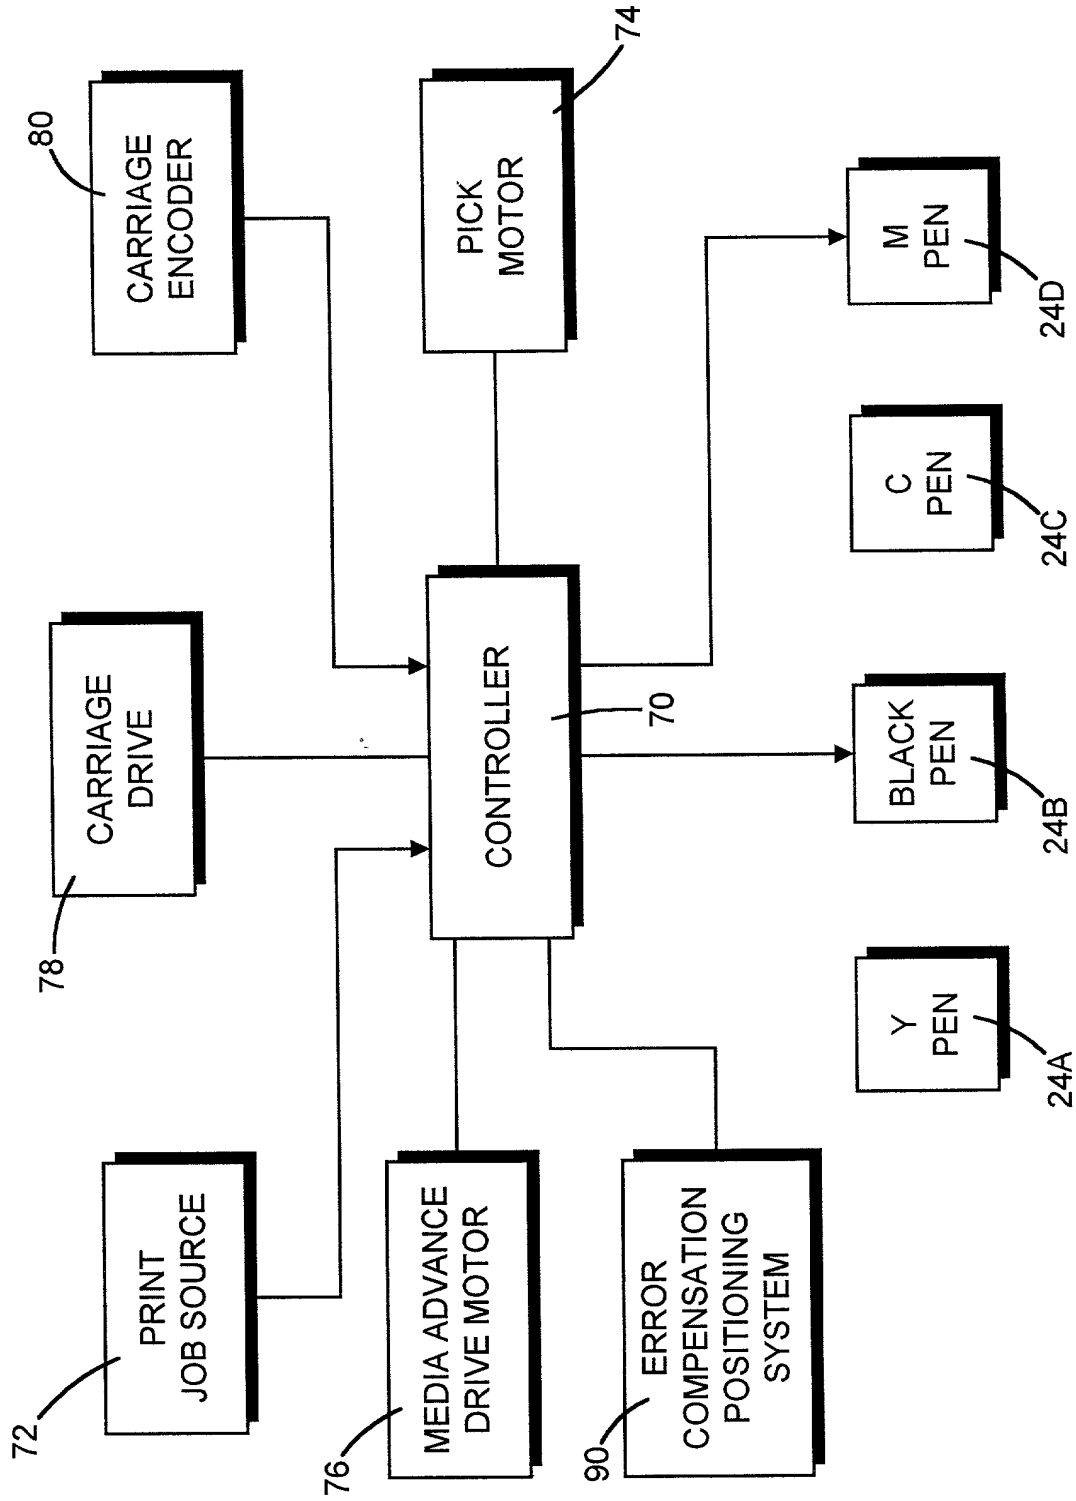 72
PRINT
JOB SOURCE
78
CARRIAGE
DRIVE
80
CARRIAGE
ENCODER
76
MEDIA ADVANCE
DRIVE MOTOR
CONTROLLER
70
PICK
MOTOR
74
90
ERROR
COMPENSATION
POSITIONING
SYSTEM
Y
PEN
24A
BLACK
PEN
24B
C
PEN
24C
M
PEN
24D